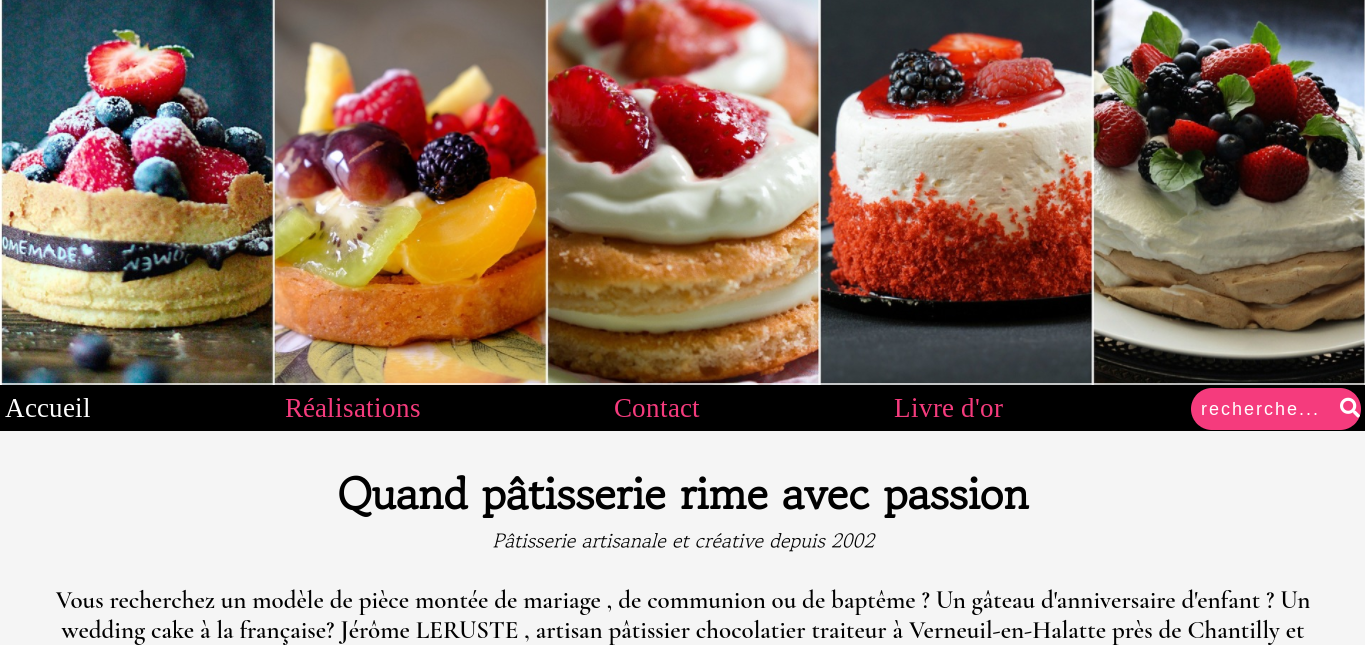 OMEMADE
Accueil
Réalisations
Contact
Livre d'or
recherche...
Quand pâtisserie rime avec passion
Pâtisserie artisanale et créative depuis 2002
Vous recherchez un modèle de pièce montée de mariage , de communion ou de baptême ? Un gâteau d'anniversaire d'enfant ? Un
wedding cake à la française? Jérôme LERUSTE , artisan pâtissier chocolatier traiteur à Verneuil-en-Halatte près de Chantilly et